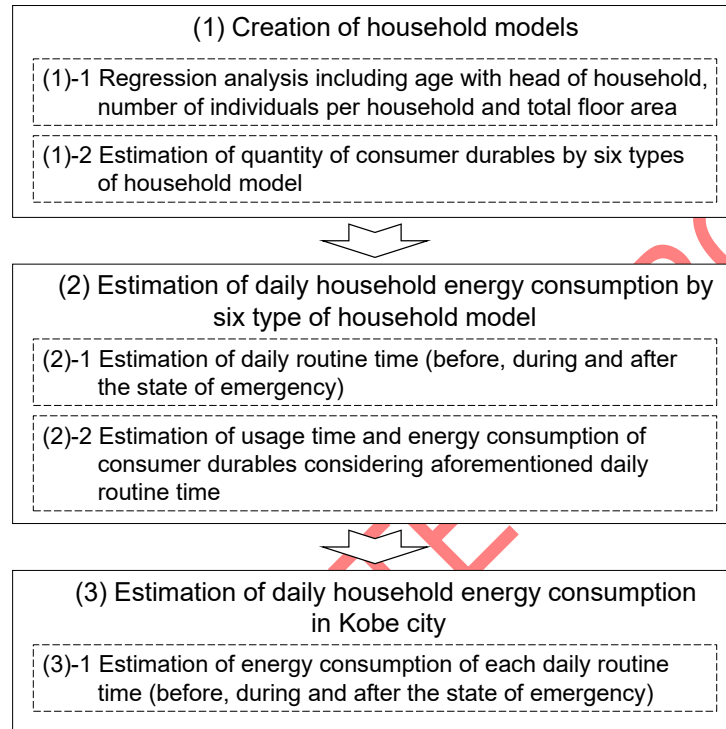 (1) Creation of household models
(1)-1 Regression analysis including age with head of household,
number of individuals per household and total floor area
(1)-2 Estimation of quantity of consumer durables by six types
of household model
(2) Estimation of daily household energy consumption by
six type of household model
(2)-1 Estimation of daily routine time (before, during and after
the state of emergency)
(2)-2 Estimation of usage time and energy consumption of
consumer durables considering aforementioned daily
routine time
(3) Estimation of daily household energy consumption
in Kobe city
(3)-1 Estimation of energy consumption of each daily routine
time (before, during and after the state of emergency)